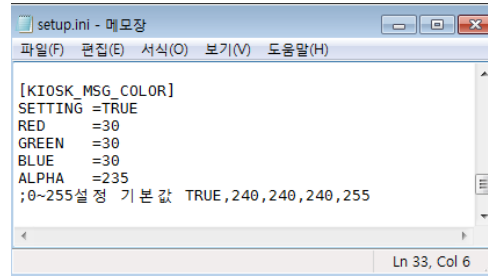 setup.ini - 메모장
파일(F) 편집(E) 서식(O) 보기(V) 도움말(H)
[KIOSK_MSG_COLOR]
SETTING =TRUE
RED =30
GREEN =30
BLUE =30
ALPHA =235
;0~255설정 기본값 TRUE,240,240,240,255
Ln 33, Col 6